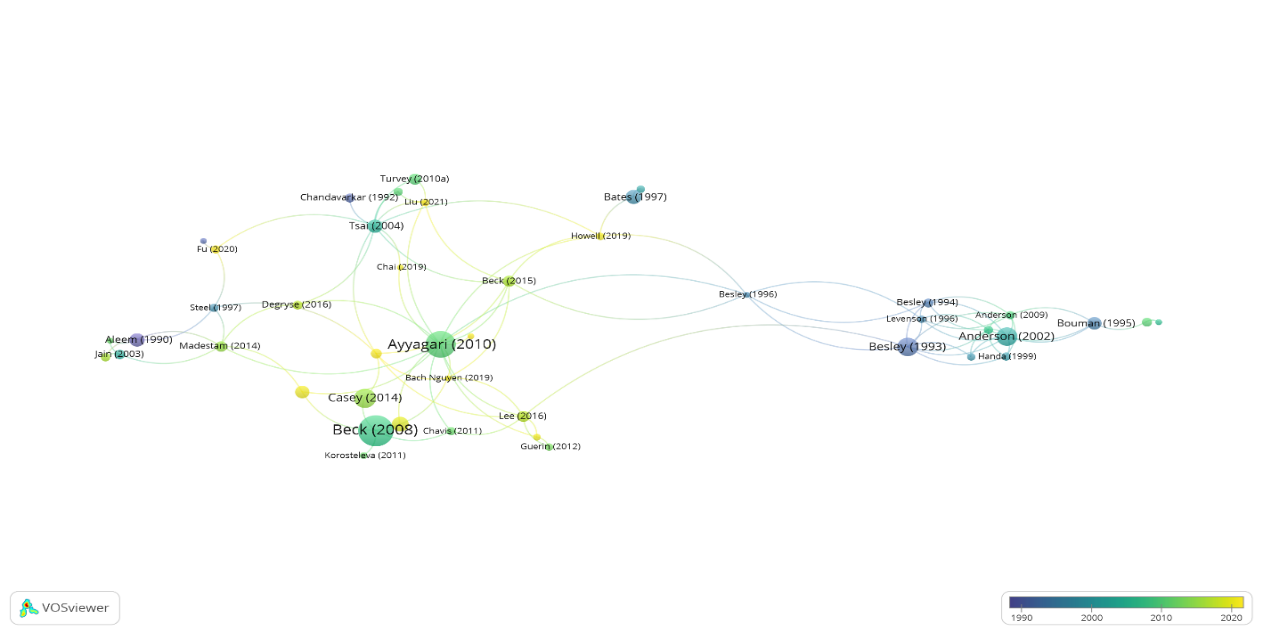 Turvey (2010a)
Chandavarkar (1992)
Bates (1997)
Liu (2021)
Tsai (2004)
Howell (2019)
Fu (2020)
Chai (2019)
Beck (2015)
Besley (1996)
Degryse (2016)
Besley (1994)
Steel (1997)
Anderson (2009)
Levenson (1996)
Bouman (1995)
Anderson (2002)
Aleem (1990)
Ayyagari (2010)
Madestam (2014)
Besley (1993)
Jain (2003)
Handa (1999)
Bach Nguyen (2019)
Casey (2014)
Lee (2016)
Beck (2008)
Chavis (2011)
Guerin (2012)
Korosteleva (2011)
VOSviewer
1990 2000 2010 2020